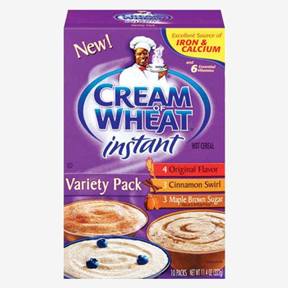 New!
Excellent Source of
IRON &
CALCIUM
and
6 Essential
Vitamins
CREAM
OF
WHEAT
instant
HOT CEREAL
4 Original Flavor
Variety Pack
3 Cinnamon Swirl
3 Maple Brown Sugar
10 PACKS NET WT. 11.4 OZ (323g)